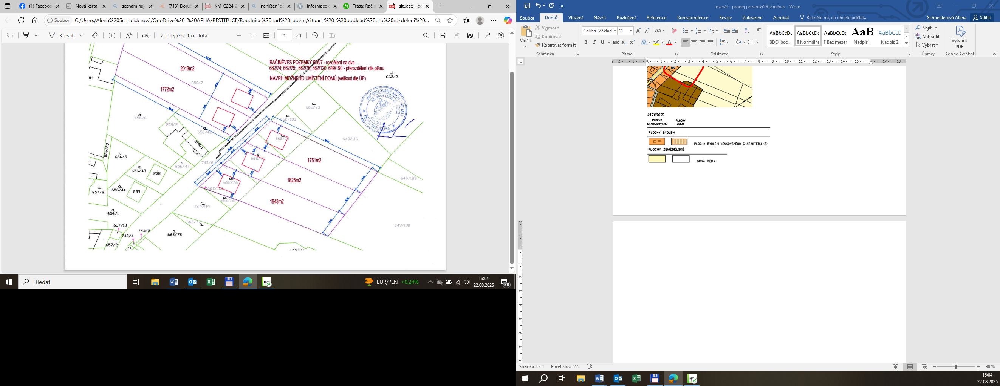 (1) Faceboo
Nová karta
seznam naj
(713) Doruč
KM_C224-2
nahlížení d
Informace o
Trasa: Račin
situace - po
Soubor
C:/Users/Alena%20Schneiderová/OneDrive%20-%20APHA/RESTITUCE/Roudnice%20nad%20Labem/situace%20-%20podklad%20pro%20rozdeleni%20...
Kreslit
Zeptejte se Copilota
1
z 1
RAČINĚVES POZEMKY 656/7 - rozdělení na dva
662/74; 662/75; 662/76; 662/120; 649/190 - přerozdělení dle plánu
NÁVRH MOŽNÉHO UMÍSTĚNÍ DOMŮ (velikost dle ÚP)
2013m2
84
656/7
1772m2
662/2
AUTORIZOVANÝ ARCHITEKT (A1)
ING. ARCH. LUCIE
ČESKÁ REPUBLIKA
662/73
656/6
662/133
208/2
656/42
662/74
649/116
208/1
656/55
656/5
662/75
1751m2
743/6
656/47
656/43
238
649/188
1825m2
662/76
657/9
656/44
239
1843m2
662/121
662/119
656/1
662/77
649/190
657/13
743/5
743/4
662/78
657/2
Hledat
EUR/PLN +0,24%
16:04
22.08.2025
38
Inzerát - prodej pozemků Račiněves - Word
Soubor
Domů
Vložení
Návrh
Rozložení
Reference
Korespondence
Revize
Zobrazení
Acrobat
Řekněte mi, co chcete udělat...
Schneiderová Alena
Sdílet
Vložit
Vyjmout
Kopírovat
Kopírovat formát
Schránka
Calibri (Základ
11
Písmo
Odstavec
AaBbCcDc
BDO_bod...
AaBbCcDc
¶ Normální
AaBbCcDc
¶ Bez mezer
AaB
Nadpis 1
AaBbCcD
Nadpis 2
Styly
Najít
Nahradit
Vybrat
Úpravy
Vytvořit
PDF
Adobe Acrobat
BV
PV
Legenda:
PLOCHY
STABILIZOVANÉ
PLOCHY
ZMĚN
PLOCHY BYDLENÍ
PLOCHY BYDLENÍ VENKOVSKÉHO CHARAKTERU (B)
PLOCHY ZEMĚDĚLSKÉ
ORNÁ PŮDA
Stránka 3 z 3
Počet slov: 515
98 %
16:04
22.08.2025